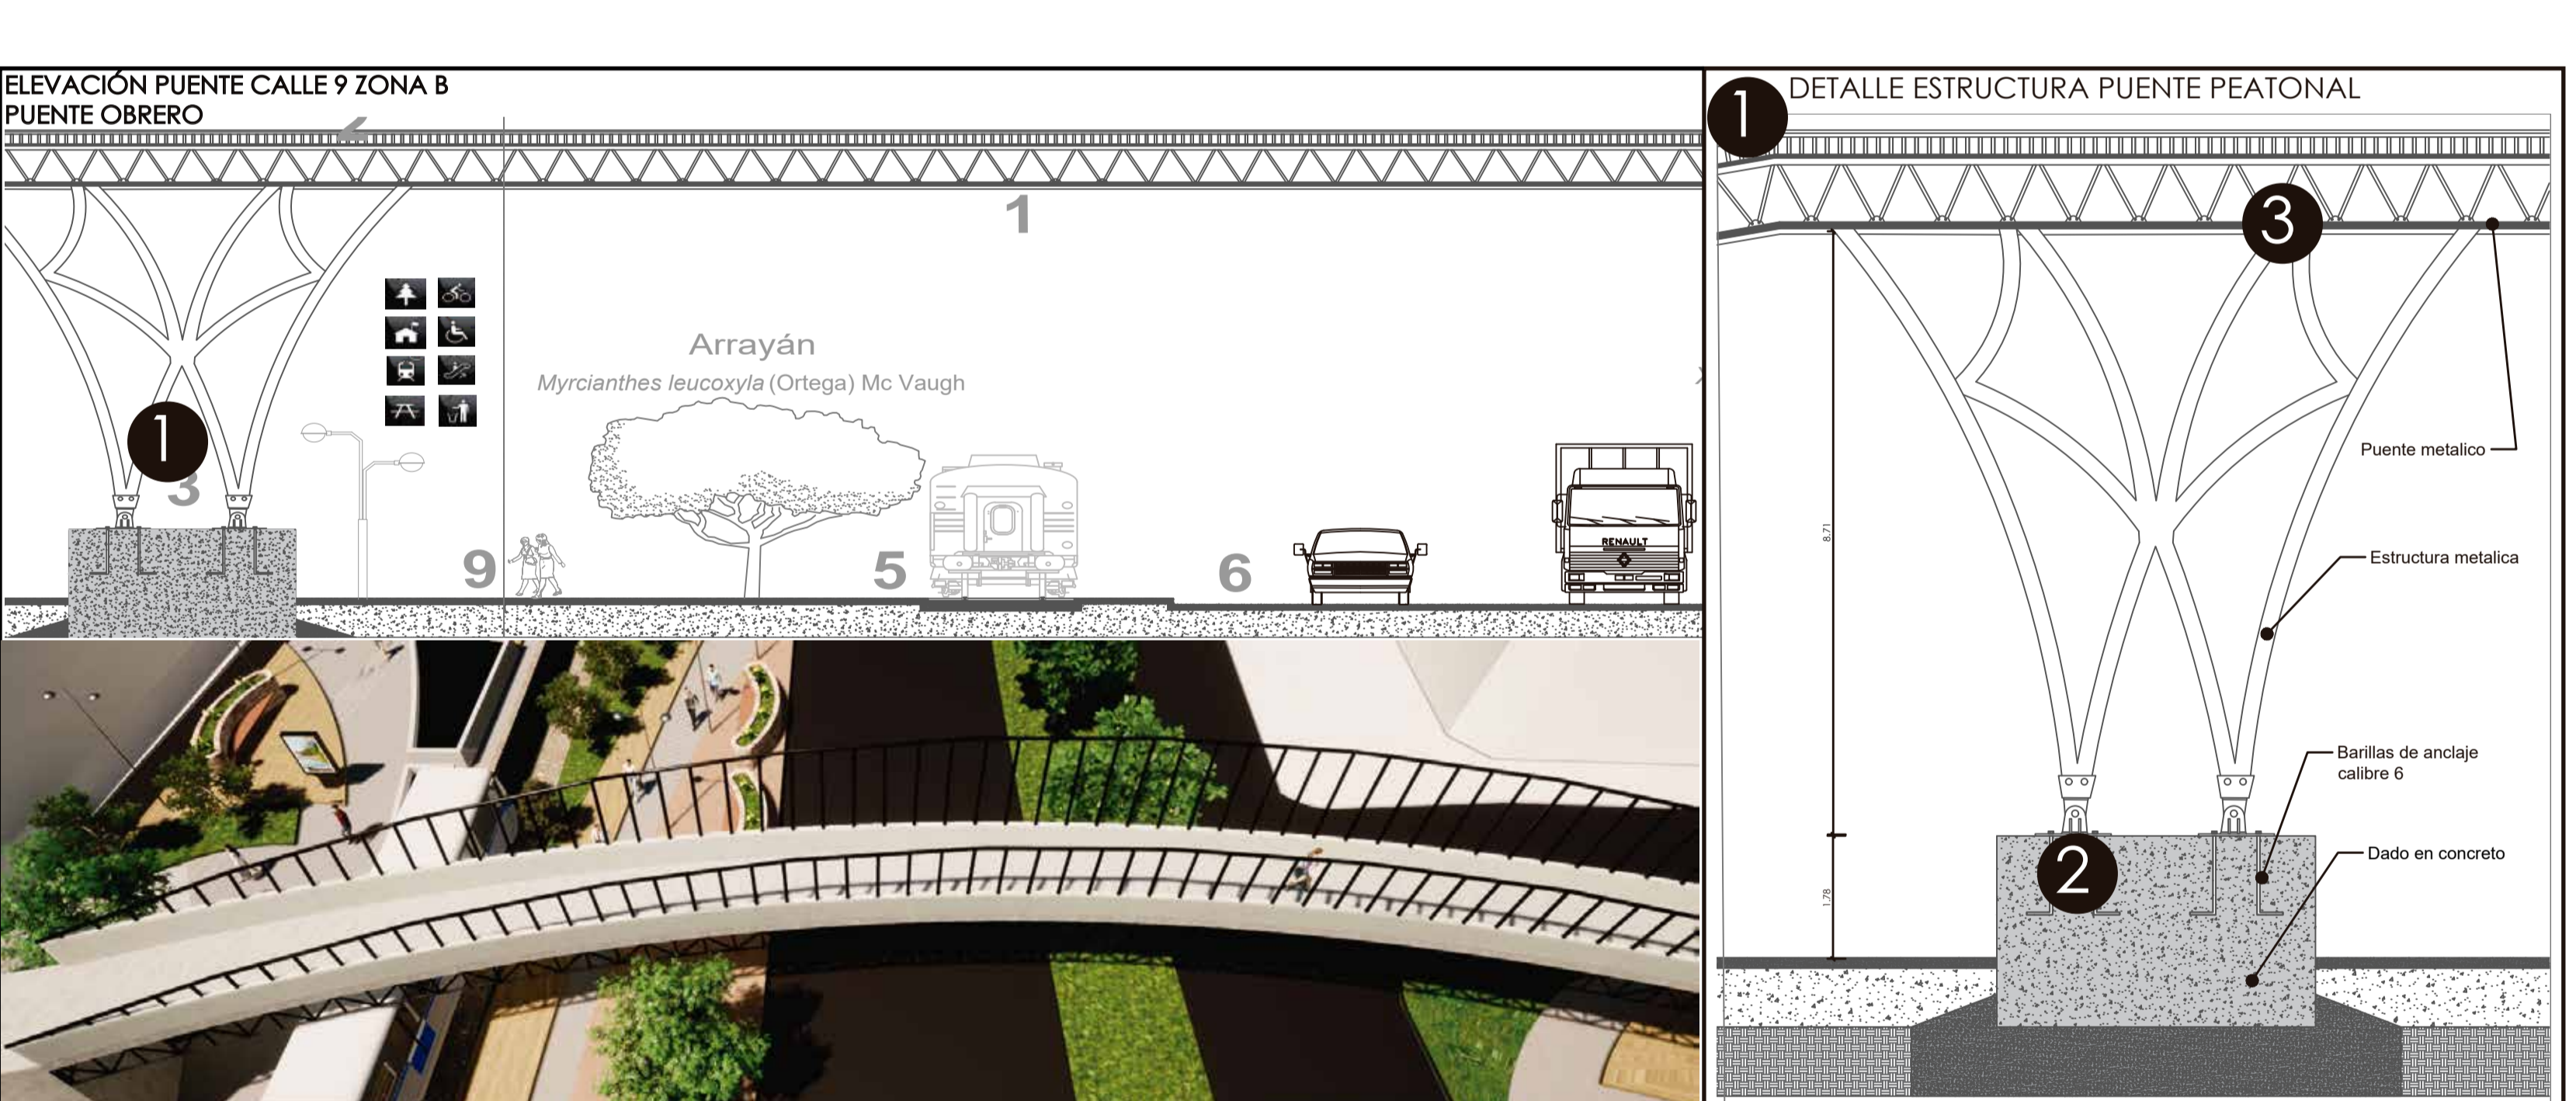 ELEVACIÓN PUENTE CALLE 9 ZONA B
PUENTE OBRERO
2
1
Arrayán
Myrcianthes leucoxyla (Ortega) Mc Vaugh
1
3
9
5
6
RENAULT
1
DETALLE ESTRUCTURA PUENTE PEATONAL
3
Puente metalico
8.71
Estructura metalica
Barillas de anclaje
calibre 6
2
Dado en concreto
1.78